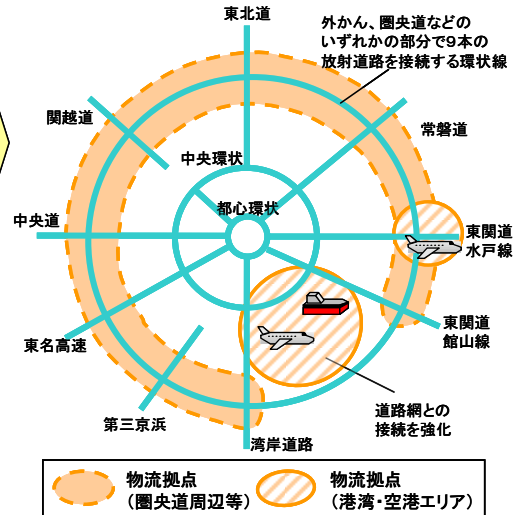 東北道
外かん、圏央道などの
いずれかの部分で9本の
放射道路を接続する環状線
関越道
常磐道
中央環状
都心環状
中央道
東関道
水戸線
東関道
館山線
東名高速
第三京浜
湾岸道路
道路網との
接続を強化
物流拠点
（圏央道周辺等）
物流拠点
（港湾・空港エリア）